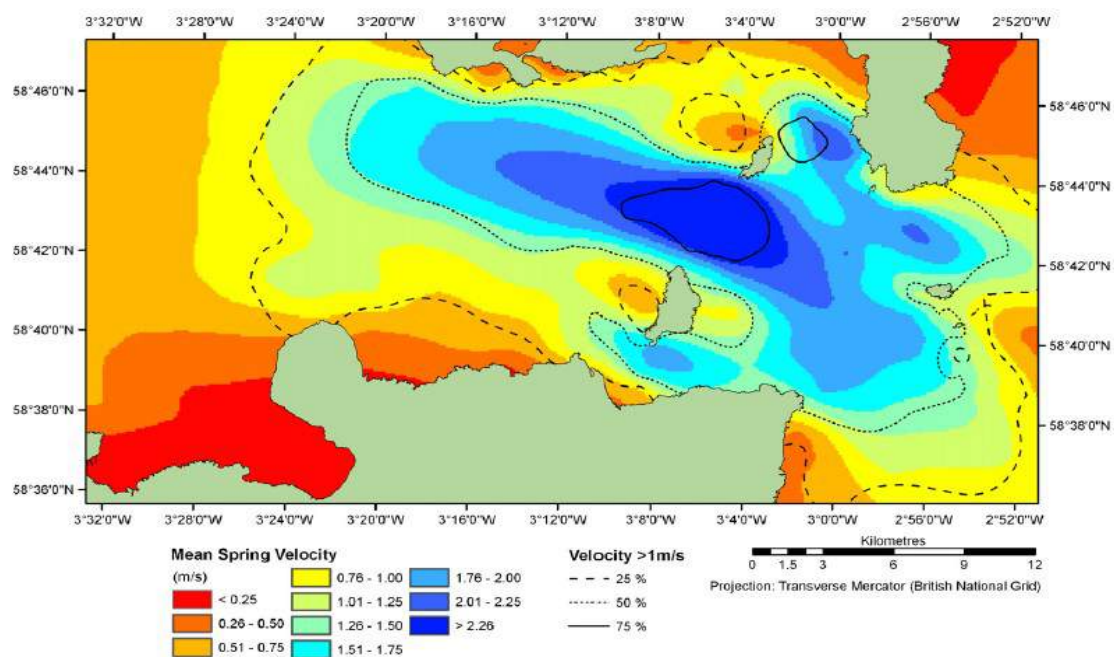 3°32'0"W 3°28'0"W 3°24'0"W 3°20'0"W 3°16'0"W 3°12'0"W 3°8'0"W 3°4'0"W 3°0'0"W 2°56'0"W 2°52'0"W
58°46'0"N 58°46'0"N
58°44'0"N 58°44'0"N
58°42'0"N 58°42'0"N
58°40'0"N 58°40'0"N
58°38'0"N 58°38'0"N
58°36'0"N
3°32'0"W 3°28'0"W 3°24'0"W 3°20'0"W 3°16'0"W 3°12'0"W 3°8'0"W 3°4'0"W 3°0'0"W 2°56'0"W 2°52'0"W
Mean Spring Velocity
(m/s)
< 0.25
0.26 - 0.50
0.51 - 0.75
0.76 - 1.00
1.01 - 1.25
1.26 - 1.50
1.51 - 1.75
1.76 - 2.00
2.01 - 2.25
> 2.26
Velocity >1m/s
25 %
50 %
75 %
Kilometres
0 1.5 3 6 9 12
Projection: Transverse Mercator (British National Grid)